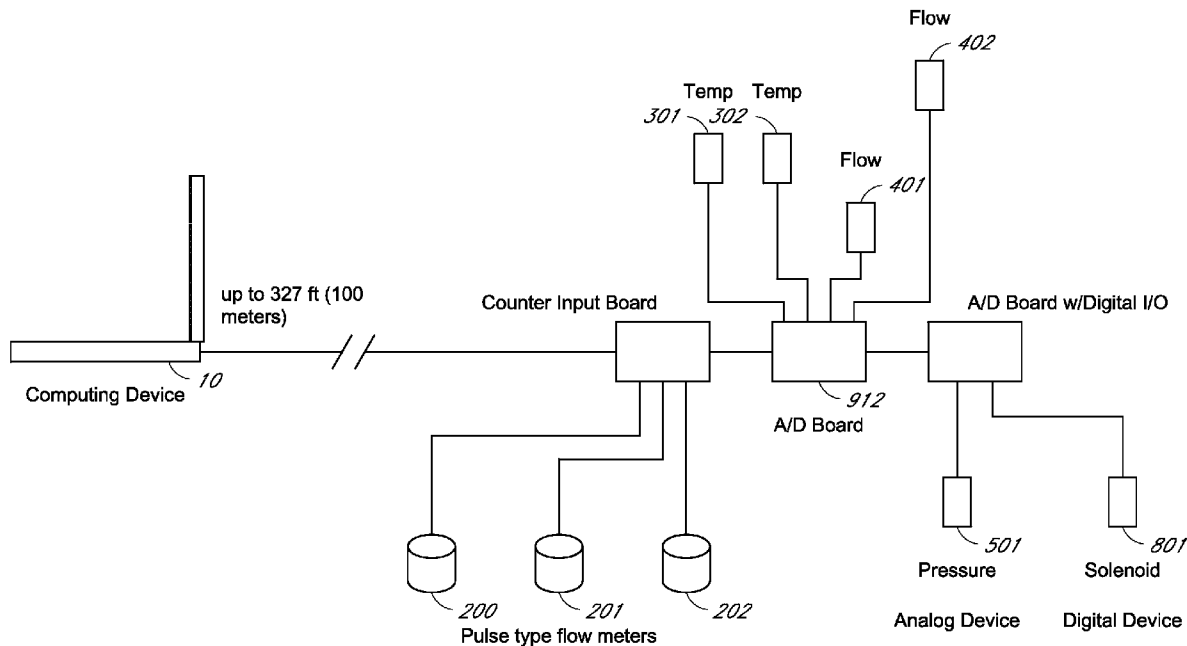 Flow
402
Temp Temp
301 302
Flow
401
up to 327 ft (100
meters)
Counter Input Board
A/D Board w/Digital I/O
10
Computing Device
912
A/D Board
501
801
Pressure
Solenoid
200
201
202
Pulse type flow meters
Analog Device
Digital Device